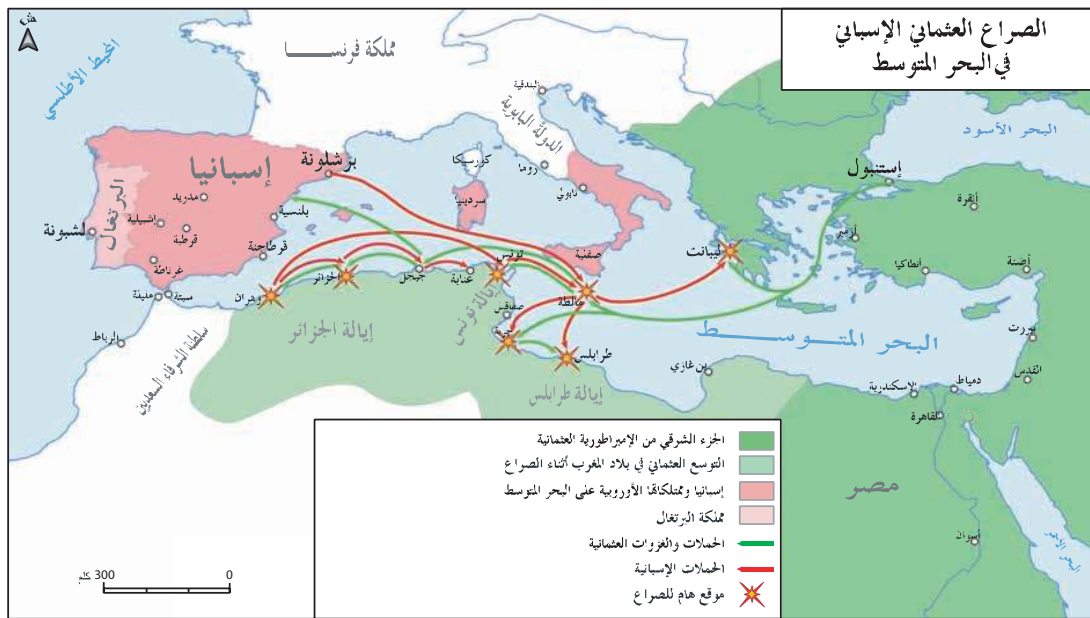 الصراع العثماني الإسباني
في البحر المتوسط
ش
المحيط الأطلسي
مملكة فرنسـا
البندقية
الدولة البابوية
البحر الأسود
كورسيكا
روما
نابولي
إستنبول
أنقرة
برشلونة
إسبانيا
البرتغال
مدريد
بلنسية
سردينيا
اشبيلية
قرطبة
لشبونة
قرطاجنة
غرناطة
صقلية
ليبانت
أزمير
أنطاكيا
أضنة
تونس
عنابة
جيجل
الجزائر
وهران
سبتة
مليلة
الرباط
سلطنة الشرفاء السعديين
إيالة الجزائر
إيالة تونس
صفاقس
جربة
مالطة
طرابلس
إيالة طرابلس
بن غازي
البحر المتوسـط
بيروت
القدس
دمياط
الإسكندرية
القاهرة
مصر
أسوان
البحر الاحمر
الجزء الشرقي من الإمبراطورية العثمانية
التوسع العثماني في بلاد المغرب أثناء الصراع
إسبانيا وممتلكاتها الأوروبية على البحر المتوسط
مملكة البرتغال
الحملات والغزوات العثمانية
الحملات الإسبانية
موقع هام للصراع
0 300 كلم